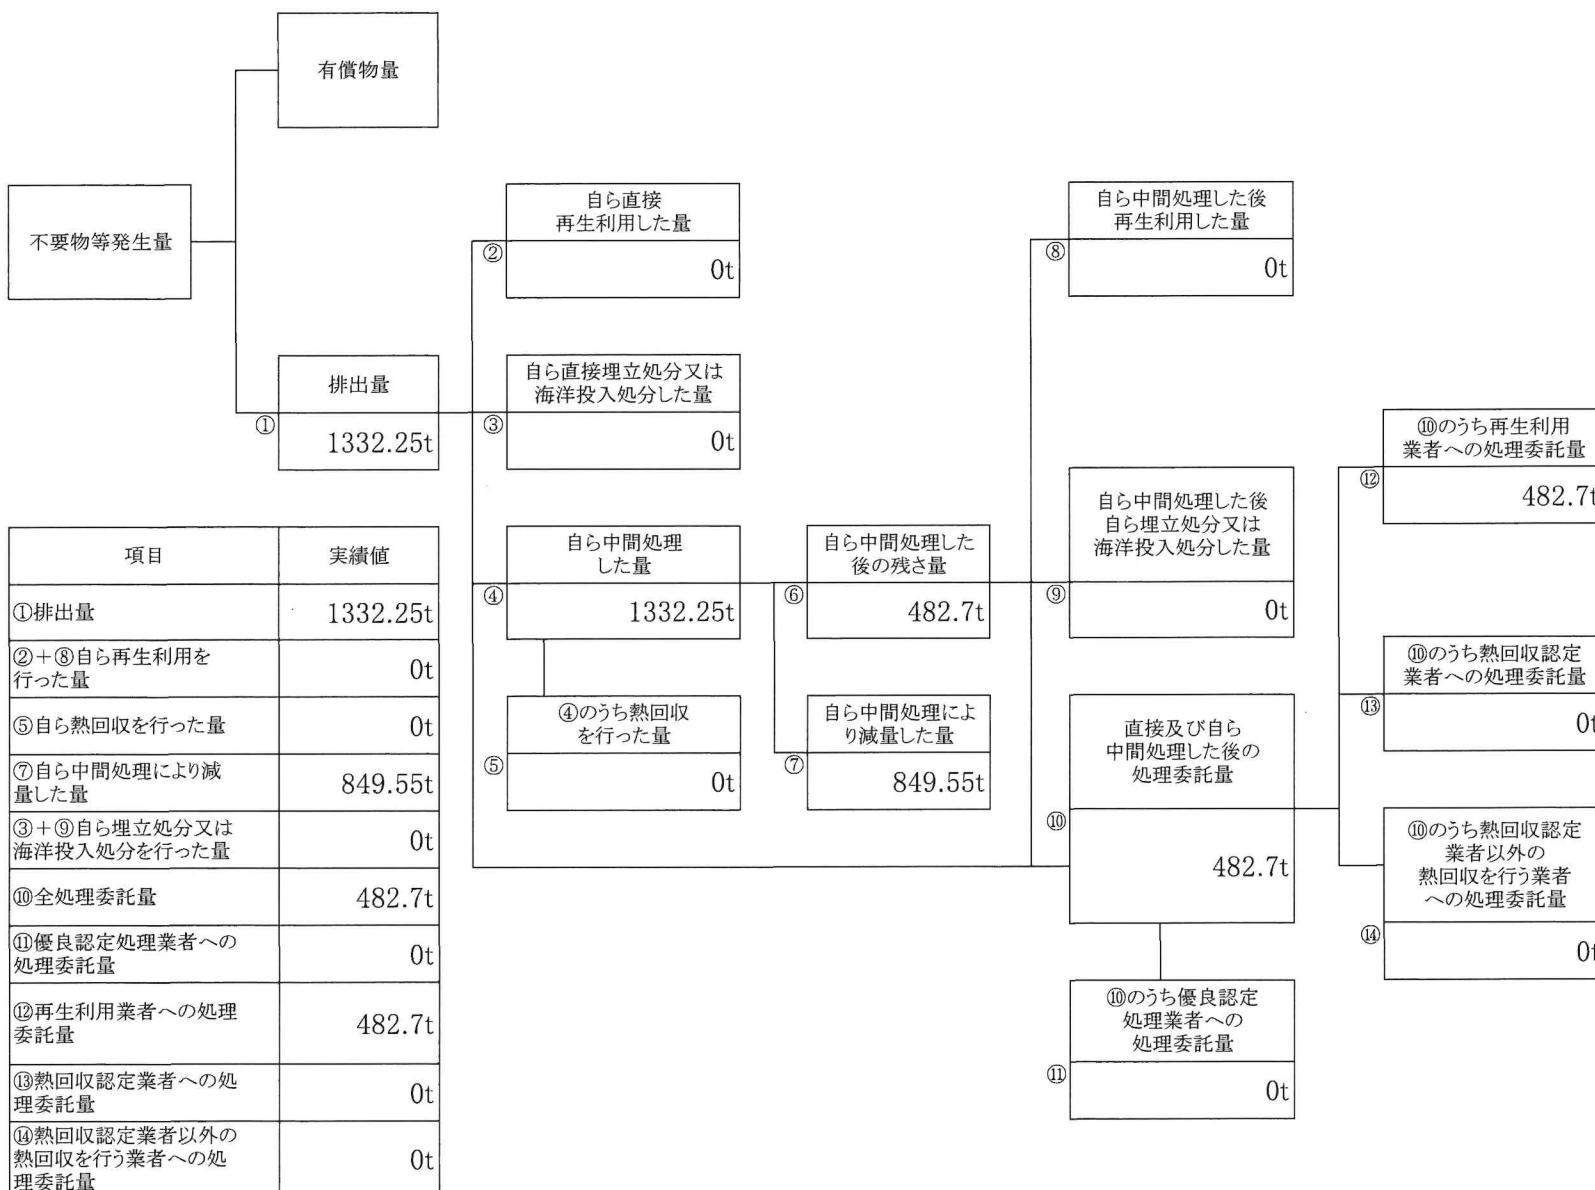 有償物量
不要物等発生量
排出量
①
1332.25t
自ら直接
再生利用した量
②
0t
自ら直接埋立処分又は
海洋投入処分した量
③
0t
自ら中間処理
した量
④
1332.25t
④のうち熱回収
を行った量
⑤
0t
自ら中間処理した
後の残さ量
⑥
482.7t
自ら中間処理によ
り減量した量
⑦
849.55t
自ら中間処理した後
再生利用した量
⑧
0t
自ら中間処理した後
自ら埋立処分又は
海洋投入処分した量
⑨
0t
直接及び自ら
中間処理した後の
処理委託量
⑩
482.7t
⑩のうち優良認定
処理業者への
処理委託量
⑪
0t
⑩のうち再生利用
業者への処理委託量
⑫
482.7t
⑩のうち熱回収認定
業者への処理委託量
⑬
0t
⑩のうち熱回収認定
業者以外の
熱回収を行う業者
への処理委託量
⑭
0t
項目 実績値
①排出量 1332.25t
②+⑧自ら再生利用を
行った量 0t
⑤自ら熱回収を行った量 0t
⑦自ら中間処理により減
量した量 849.55t
③+⑨自ら埋立処分又は
海洋投入処分を行った量 0t
⑩全処理委託量 482.7t
⑪優良認定処理業者への
処理委託量 0t
⑫再生利用業者への処理
委託量 482.7t
⑬熱回収認定業者への処
理委託量 0t
⑭熱回収認定業者以外の
熱回収を行う業者への処
理委託量 0t